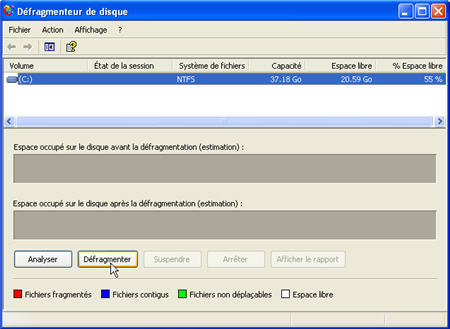 Défragmenteur de disque
Fichier Action Affichage ?
Volume État de la session Système de fichiers Capacité Espace libre % Espace libre
(C:) NTFS 37.18 Go 20.59 Go 55 %
Espace occupé sur le disque avant la défragmentation (estimation) :
Espace occupé sur le disque après la défragmentation (estimation) :
Analyser Défragmenter Suspendre Arrêter Afficher le rapport
Fichiers fragmentés Fichiers contigus Fichiers non déplaçables Espace libre